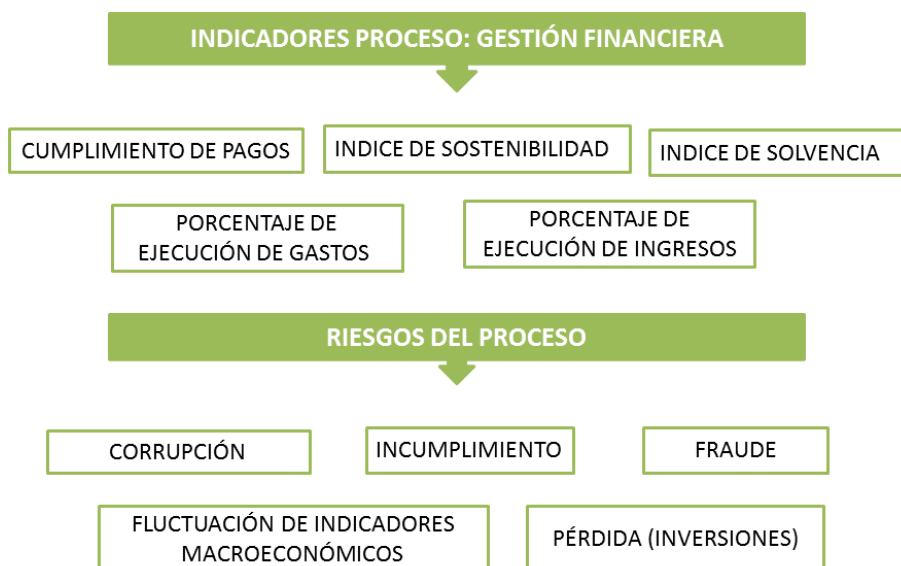 INDICADORES PROCESO: GESTIÓN FINANCIERA
CUMPLIMIENTO DE PAGOS
INDICE DE SOSTENIBILIDAD
INDICE DE SOLVENCIA
PORCENTAJE DE
EJECUCIÓN DE GASTOS
PORCENTAJE DE
EJECUCIÓN DE INGRESOS
RIESGOS DEL PROCESO
CORRUPCIÓN
INCUMPLIMIENTO
FRAUDE
FLUCTUACIÓN DE INDICADORES
MACROECONÓMICOS
PÉRDIDA (INVERSIONES)